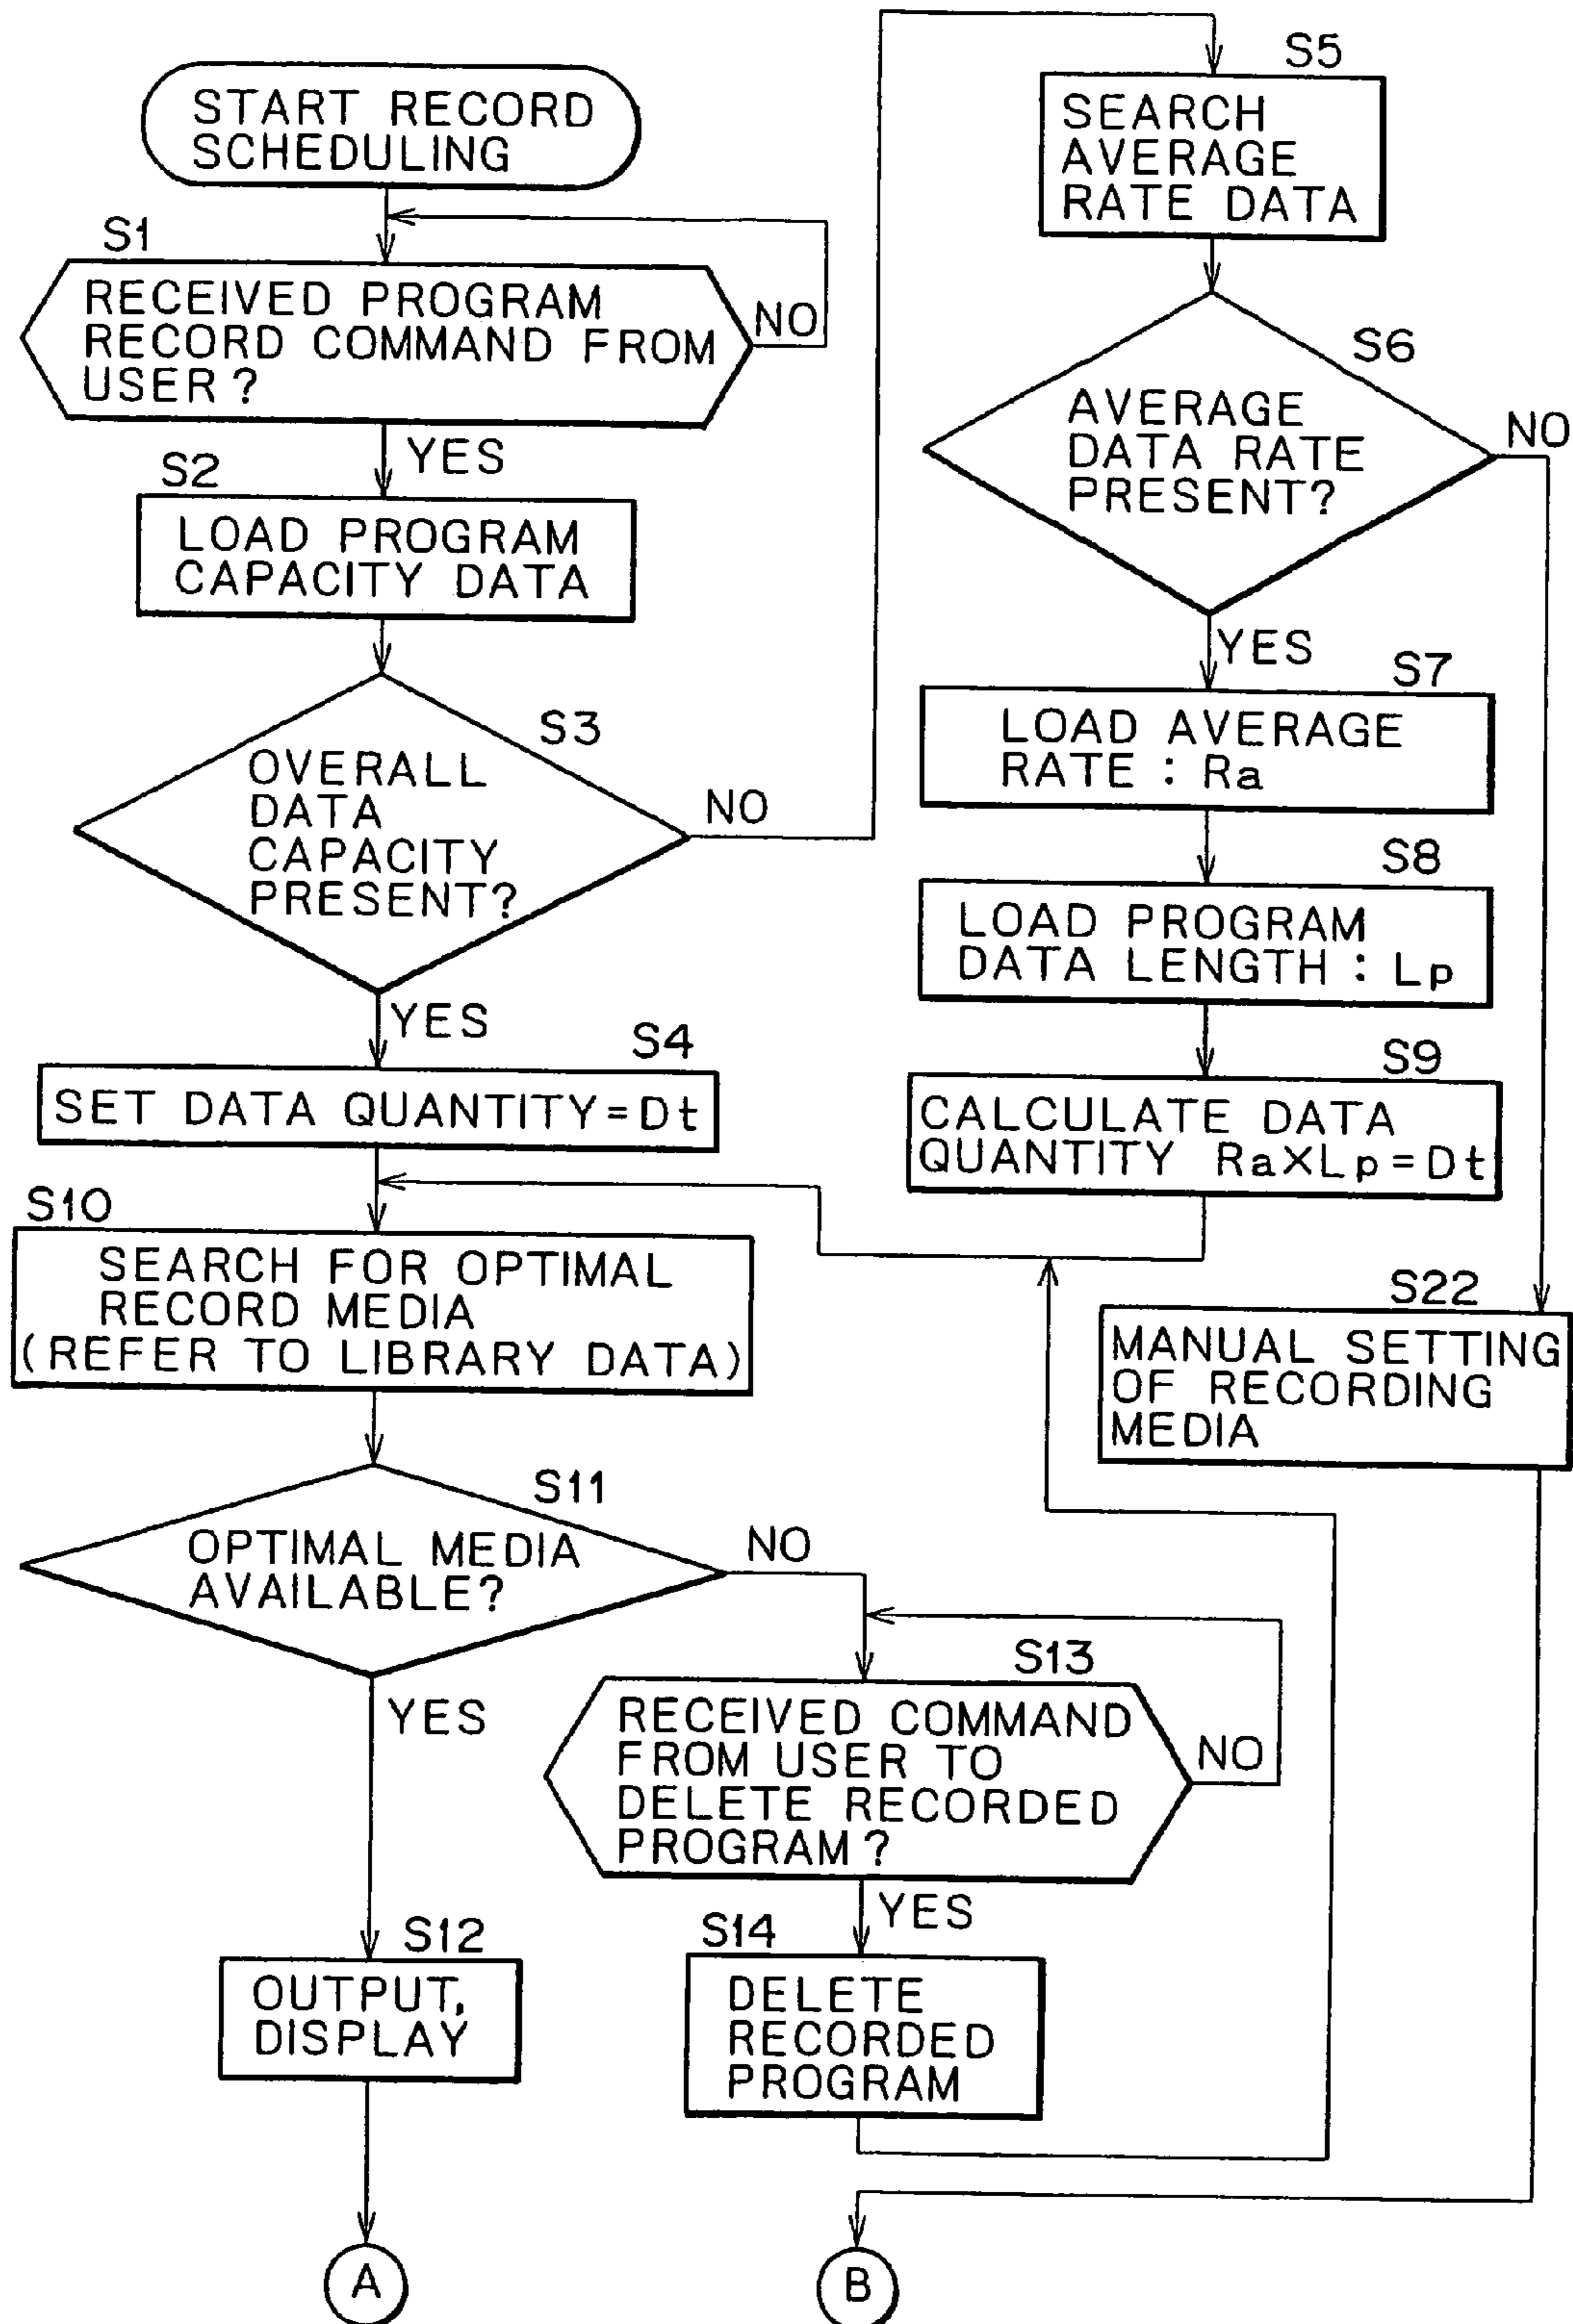 START RECORD
SCHEDULING
S1
RECEIVED PROGRAM
RECORD COMMAND FROM
USER?
NO
YES
S2
LOAD PROGRAM
CAPACITY DATA
S3
OVERALL
DATA
CAPACITY
PRESENT?
NO
YES
S4
SET DATA QUANTITY=Dt
S5
SEARCH
AVERAGE
RATE DATA
S6
AVERAGE
DATA RATE
PRESENT?
NO
YES
S7
LOAD AVERAGE
RATE : Ra
S8
LOAD PROGRAM
DATA LENGTH : Lp
S9
CALCULATE DATA
QUANTITY RaXLp=Dt
S10
SEARCH FOR OPTIMAL
RECORD MEDIA
(REFER TO LIBRARY DATA)
S22
MANUAL SETTING
OF RECORDING
MEDIA
S11
OPTIMAL MEDIA
AVAILABLE?
NO
YES
S13
RECEIVED COMMAND
FROM USER TO
DELETE RECORDED
PROGRAM?
NO
YES
S12
OUTPUT,
DISPLAY
S14
DELETE
RECORDED
PROGRAM
A
B